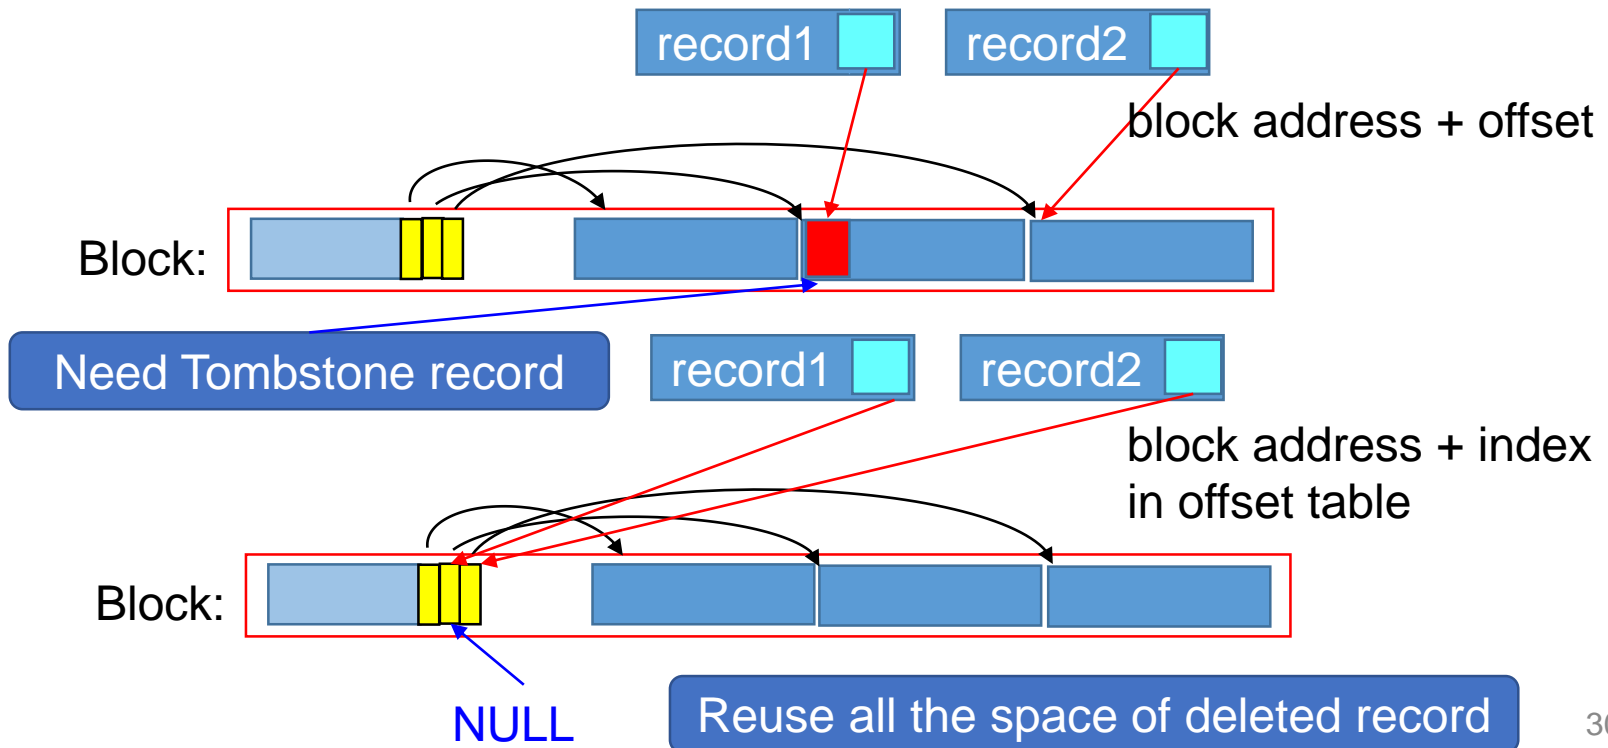 record1
record2
block address + offset
Block:
Need Tombstone record
record1
record2
block address + index
in offset table
Block:
NULL
Reuse all the space of deleted record